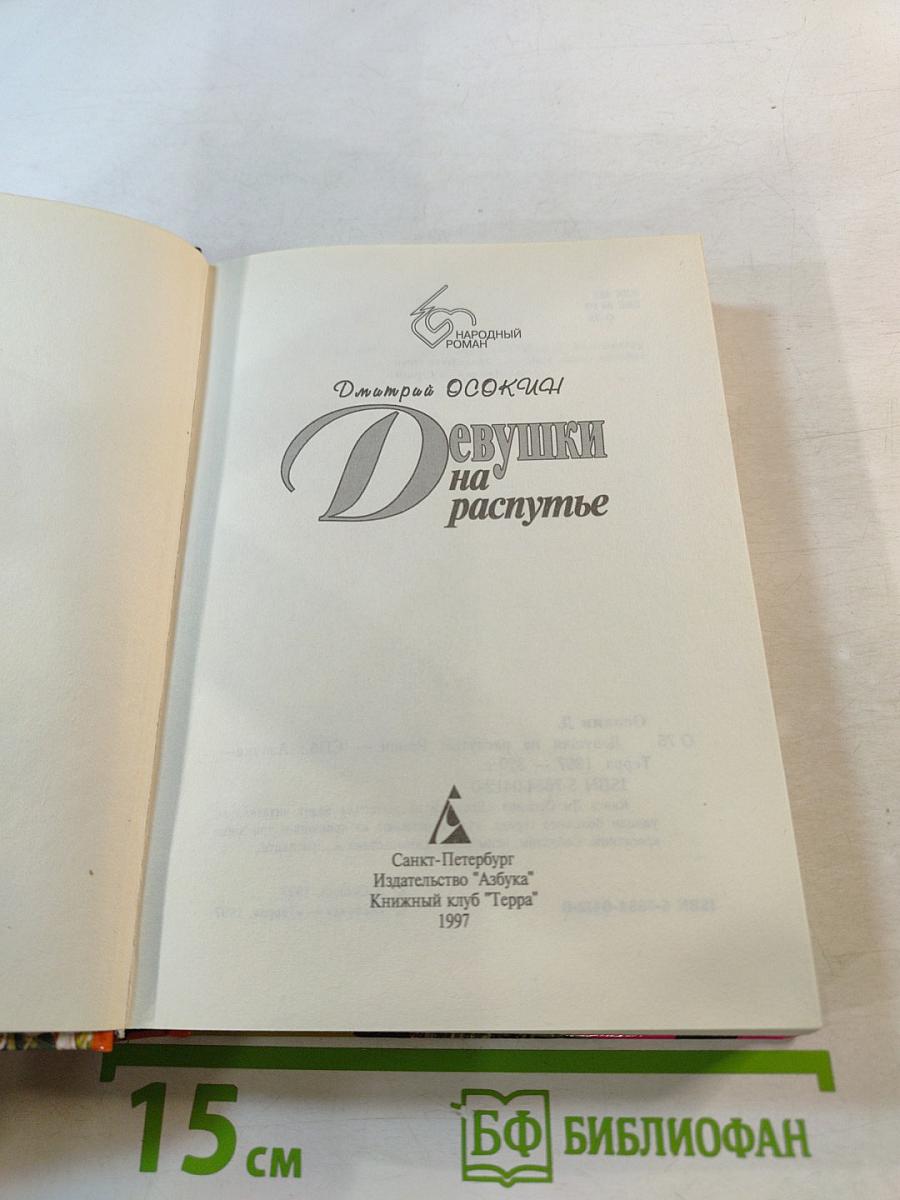 НАРОДНЫЙ
РОМАН
Дмитрий ОСОКИН
Девушки
на
распутье
Санкт-Петербург
Издательство "Азбука"
Книжный клуб "Терра"
1997
15 см
БФ БИБЛИОФАН